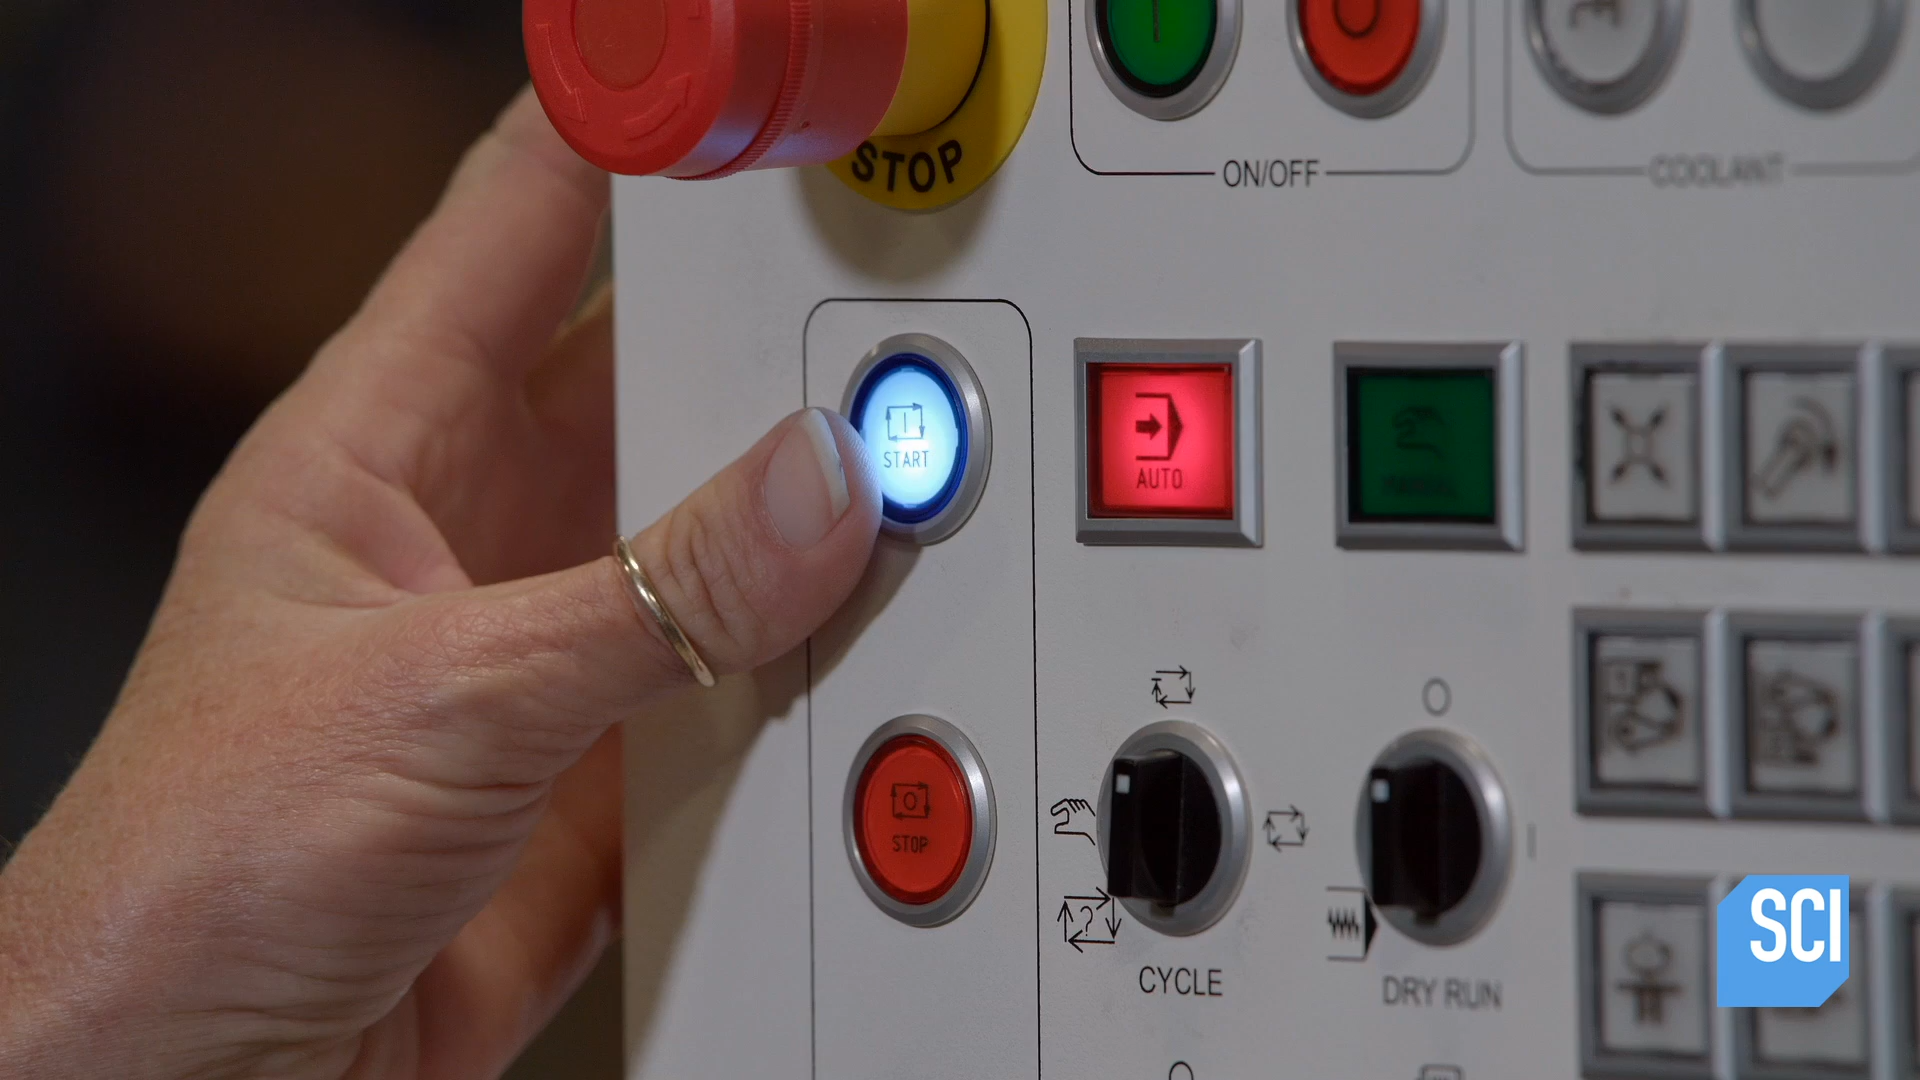 STOP
ON/OFF
COOLANT
START
AUTO
STOP
CYCLE
DRY RUN
SCI